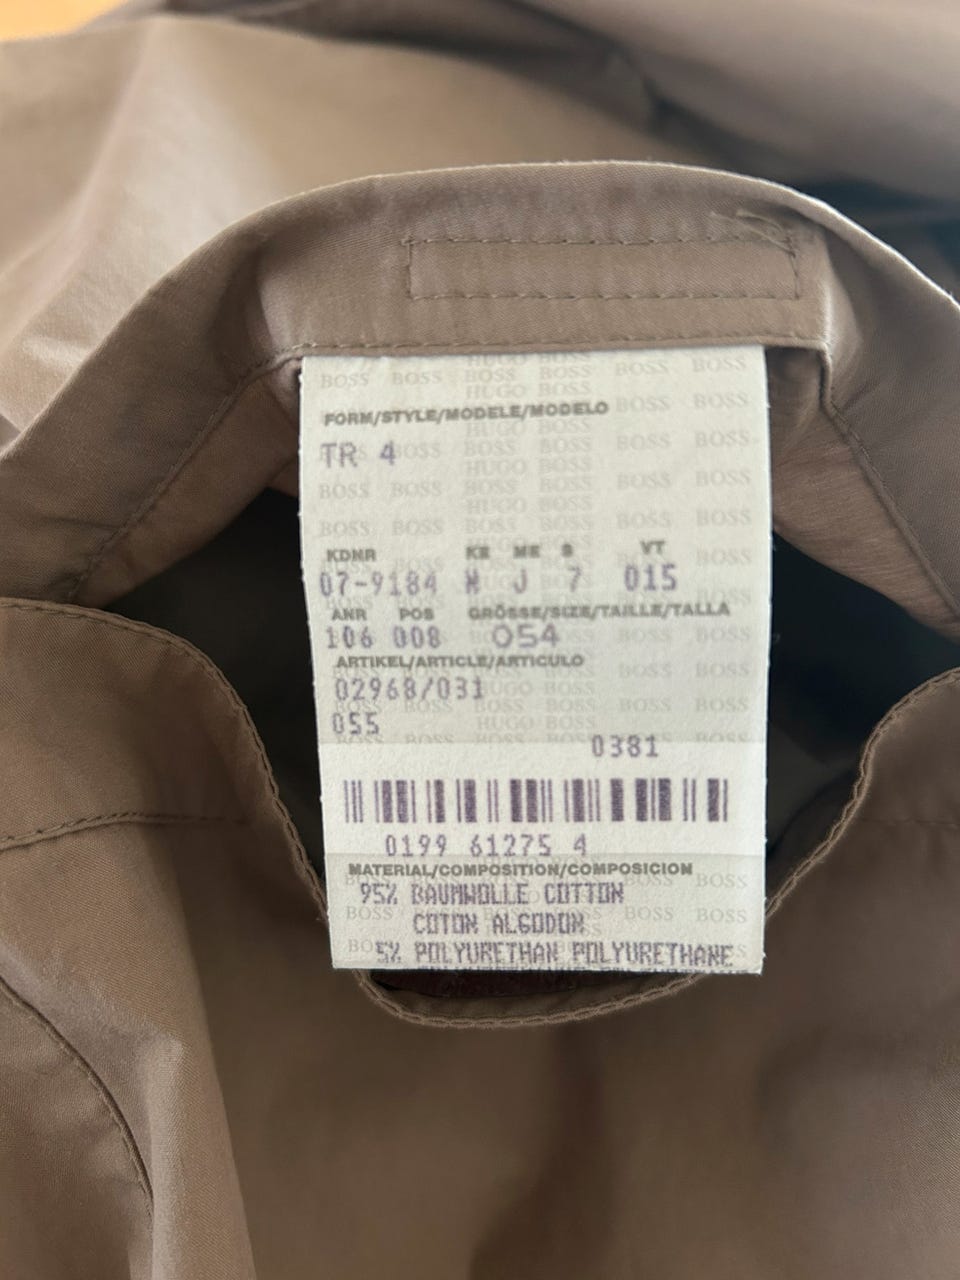 FORM/STYLE/MODELE/MODELO
TR 4
KDNR KE ME S VT
07-9184 M J 7 015
ANR POS GRÖSSE/SIZE/TAILLE/TALLA
106 008 054
ARTIKEL/ARTICLE/ARTICULO
02968/031
055
0381
0199 61275 4
MATERIAL/COMPOSITION/COMPOSICION
95% BAUMWOLLE COTTON
COTON ALGODON
5% POLYURETHAN POLYURETHANE
HUGO BOSS